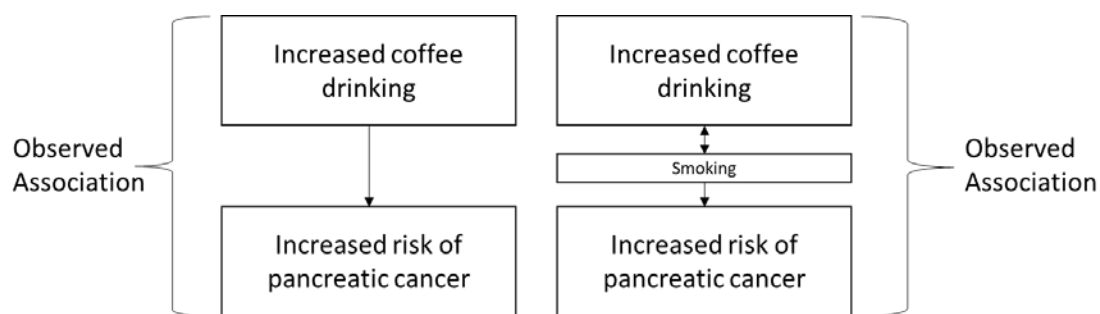 Observed
Association
Increased coffee
drinking
Increased risk of
pancreatic cancer
Increased coffee
drinking
Smoking
Increased risk of
pancreatic cancer
Observed
Association